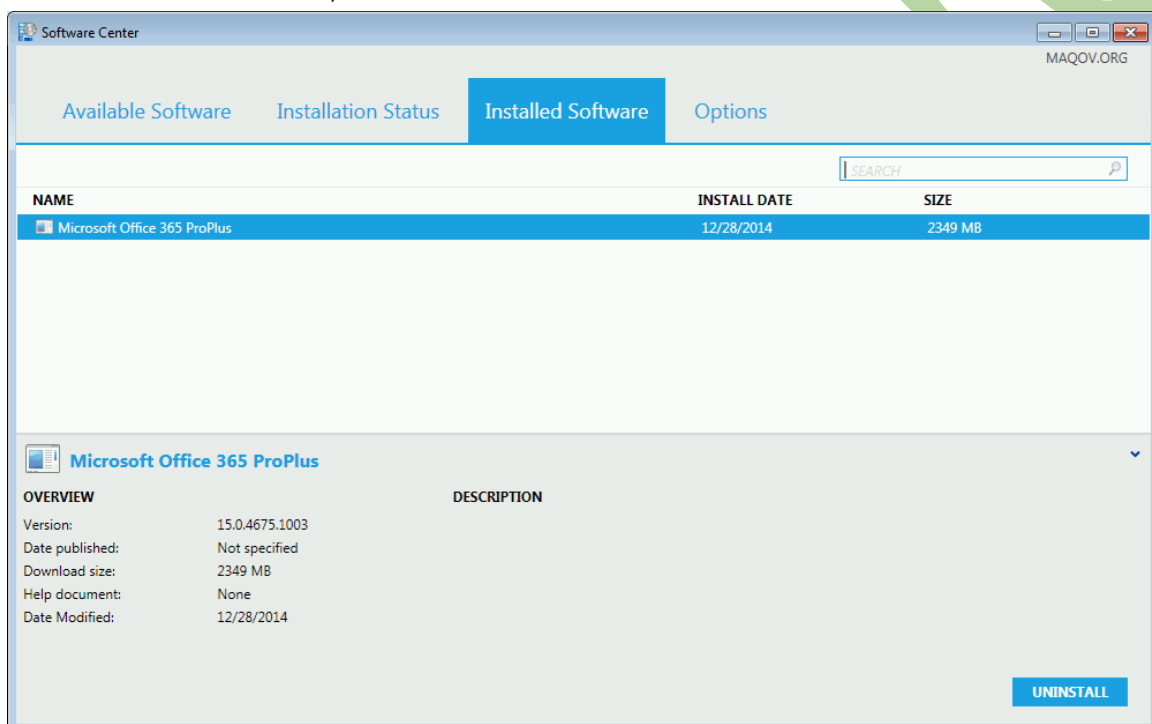 Software Center
MAQOV.ORG
Available Software Installation Status Installed Software Options
SEARCH
NAME INSTALL DATE SIZE
Microsoft Office 365 ProPlus 12/28/2014 2349 MB
Microsoft Office 365 ProPlus
OVERVIEW DESCRIPTION
Version: 15.0.4675.1003
Date published: Not specified
Download size: 2349 MB
Help document: None
Date Modified: 12/28/2014
UNINSTALL